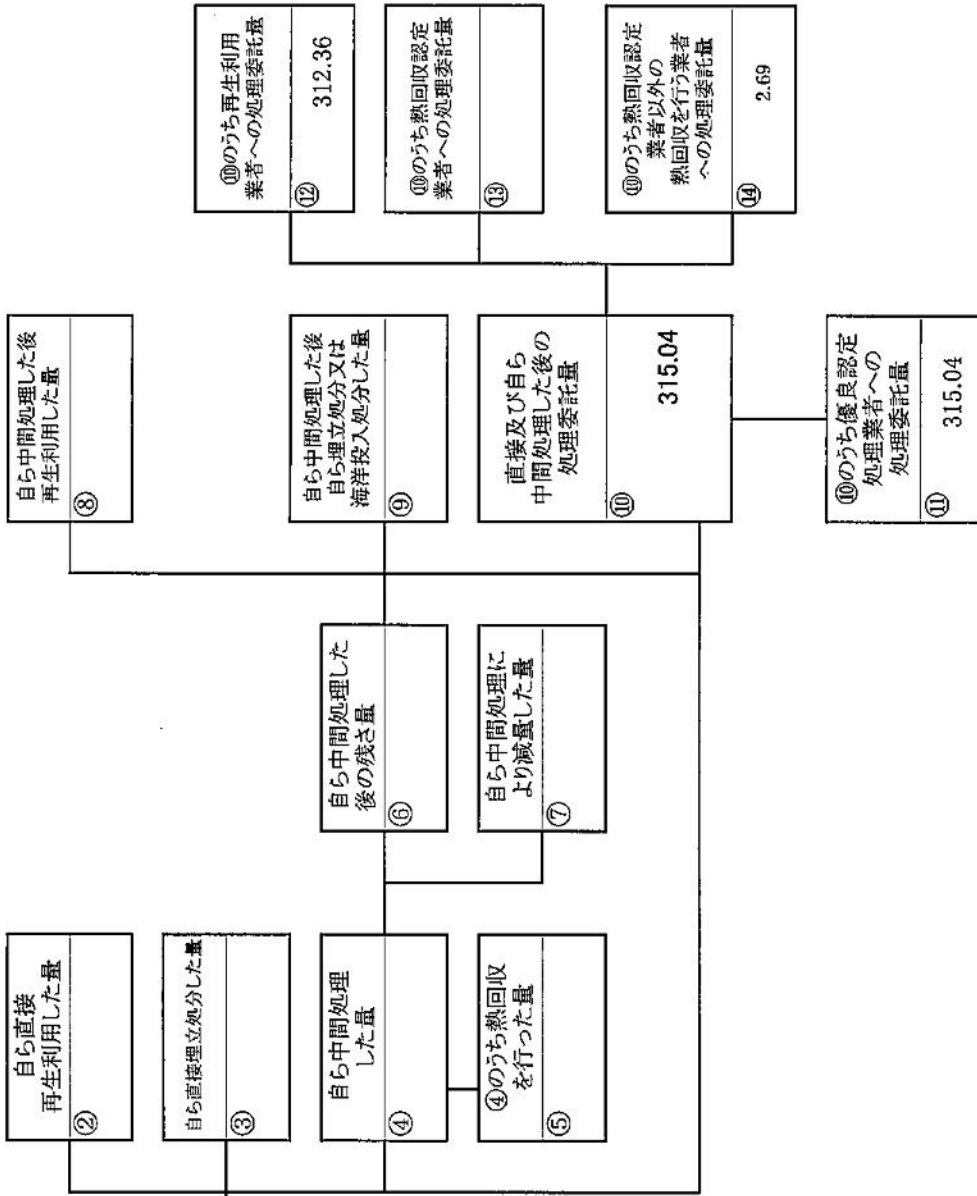 自ら直接
再生利用した量
②
自ら直接埋立処分した量
③
自ら中間処理
した量
④
④のうち熱回収
を行った量
⑤
自ら中間処理した
後の残さ量
⑥
自ら中間処理に
より減量した量
⑦
自ら中間処理した後
再生利用した量
⑧
自ら中間処理した後
自ら埋立処分又は
海洋投入処分した量
⑨
直接及び自ら
中間処理した後の
処理委託量
⑩
315.04
⑩のうち優良認定
処理業者への
処理委託量
⑪
315.04
⑩のうち再生利用
業者への処理委託量
⑫
312.36
⑩のうち熱回収認定
業者への処理委託量
⑬
⑩のうち熱回収認定
業者以外の
熱回収を行う業者
への処理委託量
⑭
2.69